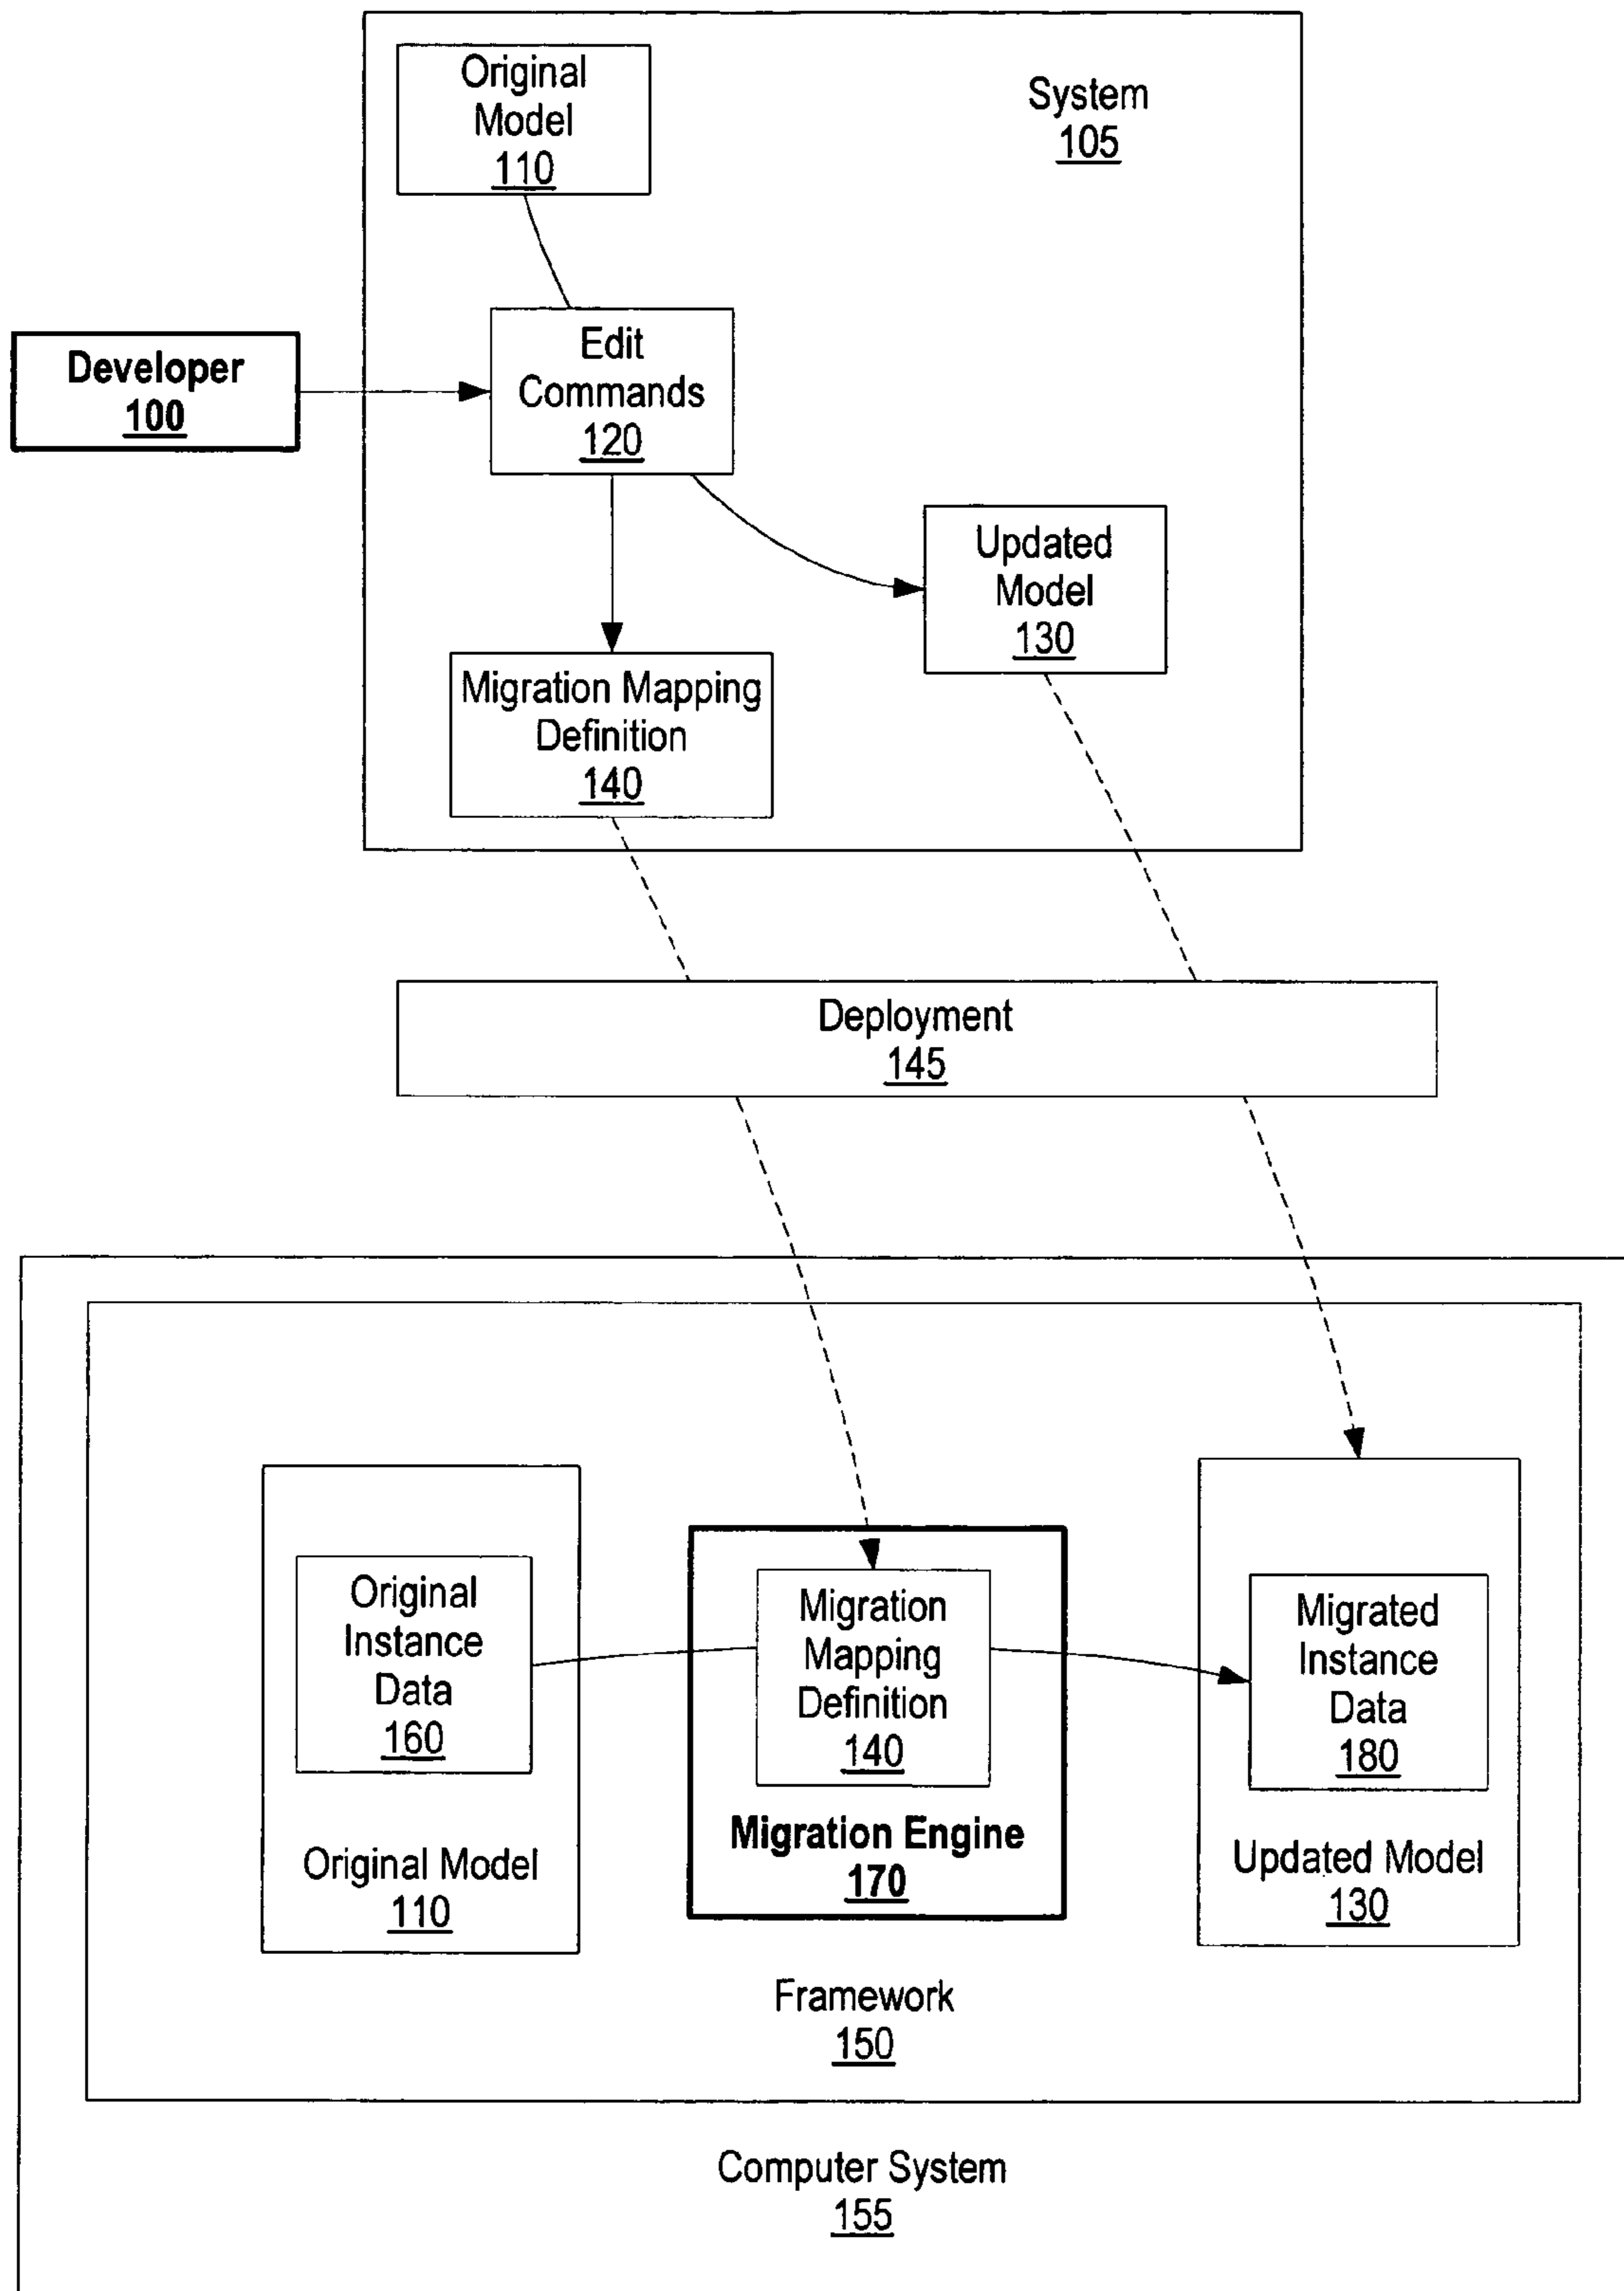 Original
Model
110
System
105
Developer
100
Edit
Commands
120
Updated
Model
130
Migration Mapping
Definition
140
Deployment
145
Original
Instance
Data
160
Original Model
110
Migration
Mapping
Definition
140
Migration Engine
170
Migrated
Instance
Data
180
Updated Model
130
Framework
150
Computer System
155